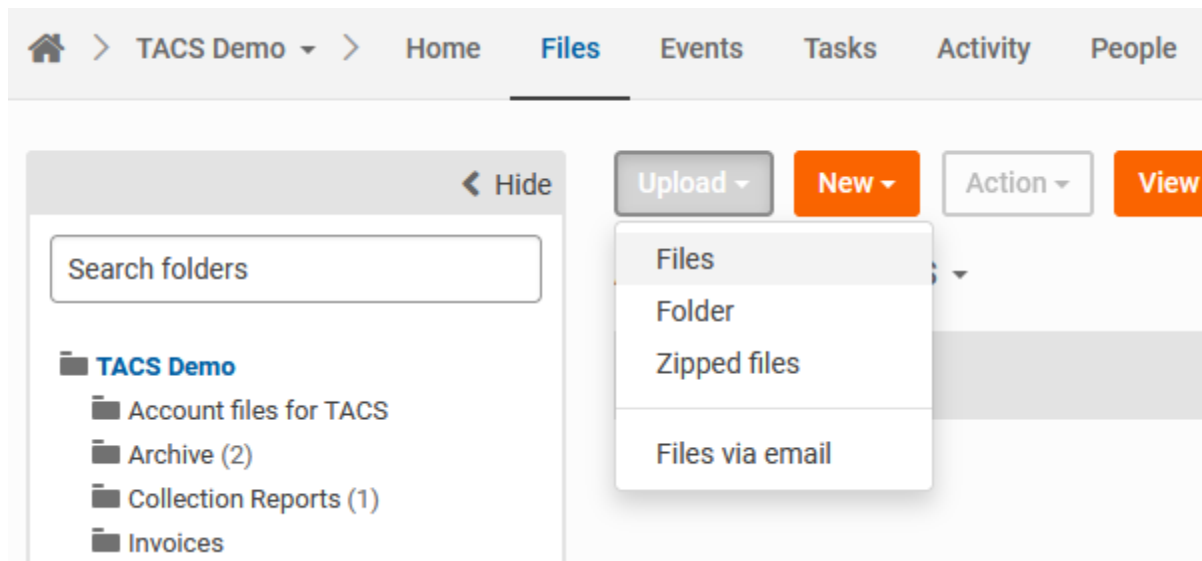 TACS Demo Home Files Events Tasks Activity People
Hide
Upload New Action View
Search folders
Files
Folder
Zipped files
Files via email
TACS Demo
Account files for TACS
Archive (2)
Collection Reports (1)
Invoices